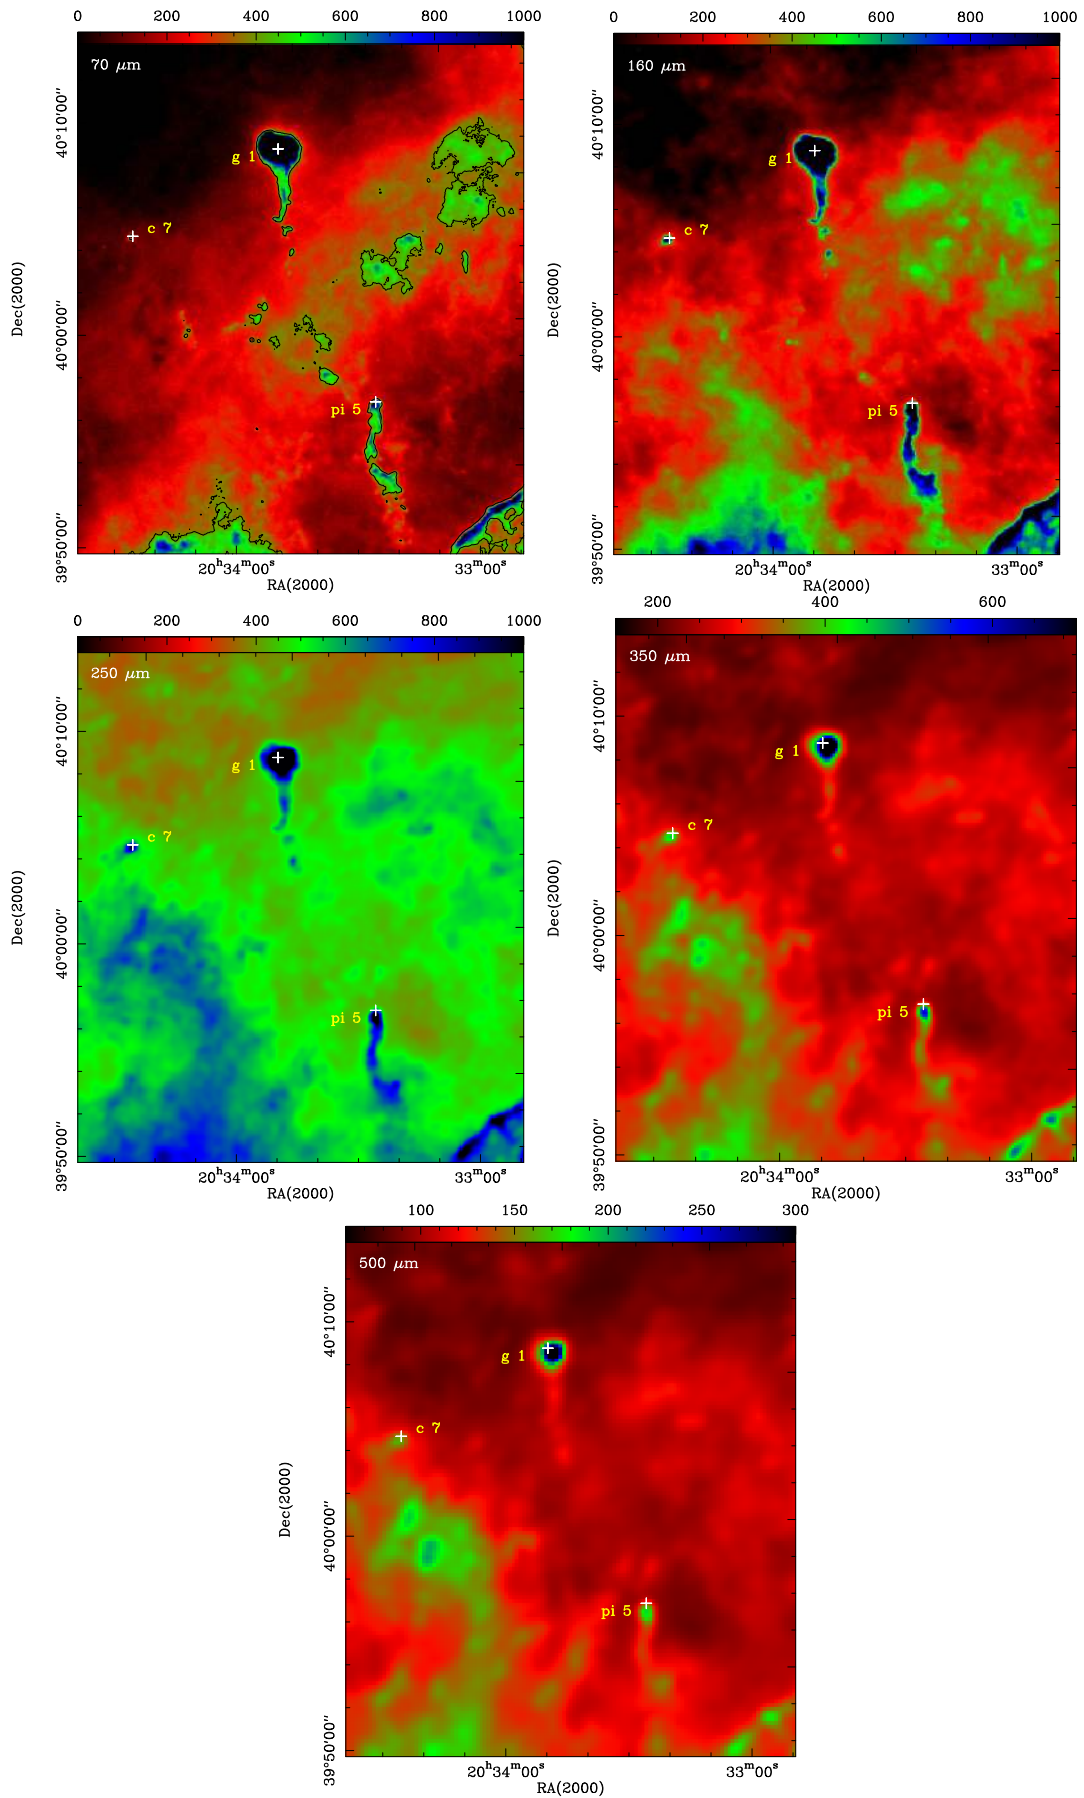 0 200 400 600 800 1000
70 μm
g 1
c 7
pi 5
40°10'00''
40°00'00''
39°50'00''
Dec(2000)
20ʰ34ᵐ00ˢ 33ᵐ00ˢ
RA(2000)
0 200 400 600 800 1000
160 μm
g 1
c 7
pi 5
40°10'00''
40°00'00''
39°50'00''
Dec(2000)
20ʰ34ᵐ00ˢ 33ᵐ00ˢ
RA(2000)
0 200 400 600 800 1000
250 μm
g 1
c 7
pi 5
40°10'00''
40°00'00''
39°50'00''
Dec(2000)
20ʰ34ᵐ00ˢ 33ᵐ00ˢ
RA(2000)
200 400 600
350 μm
g 1
c 7
pi 5
40°10'00''
40°00'00''
39°50'00''
Dec(2000)
20ʰ34ᵐ00ˢ 33ᵐ00ˢ
RA(2000)
100 150 200 250 300
500 μm
g 1
c 7
pi 5
40°10'00''
40°00'00''
39°50'00''
Dec(2000)
20ʰ34ᵐ00ˢ 33ᵐ00ˢ
RA(2000)